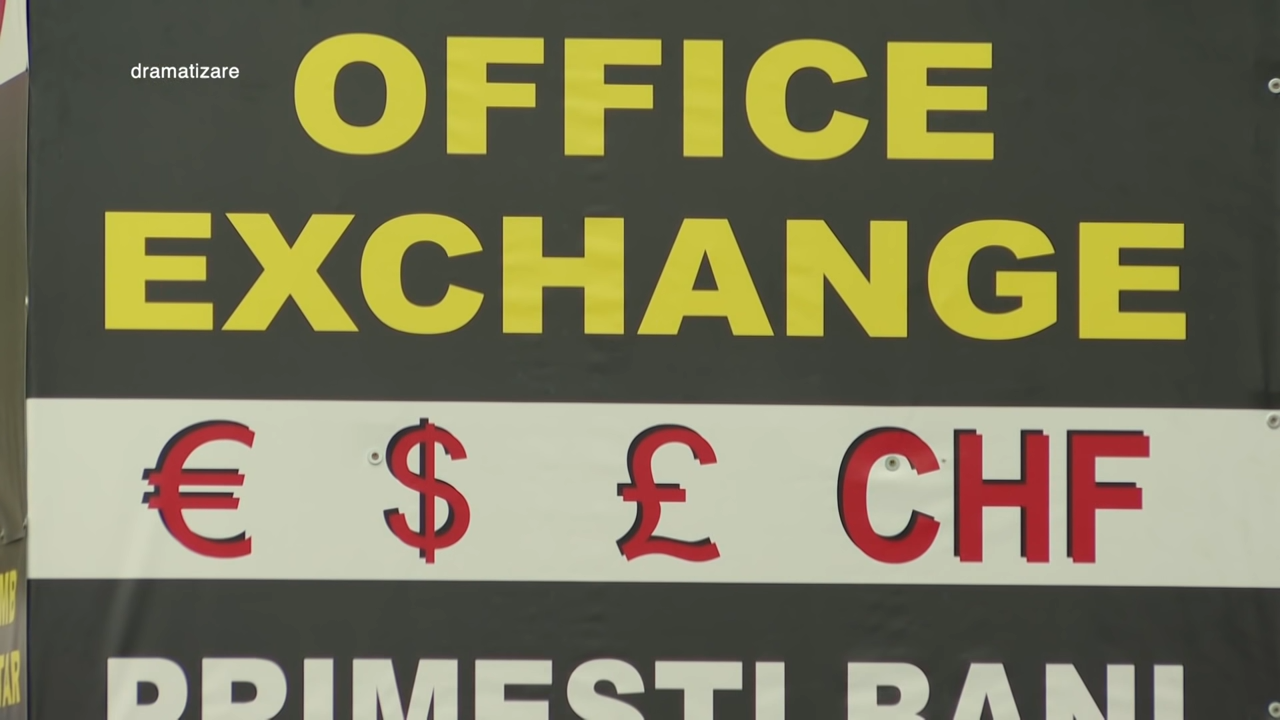 dramatizare
OFFICE
EXCHANGE
€ $ £ CHF
PRIMESTI BANI